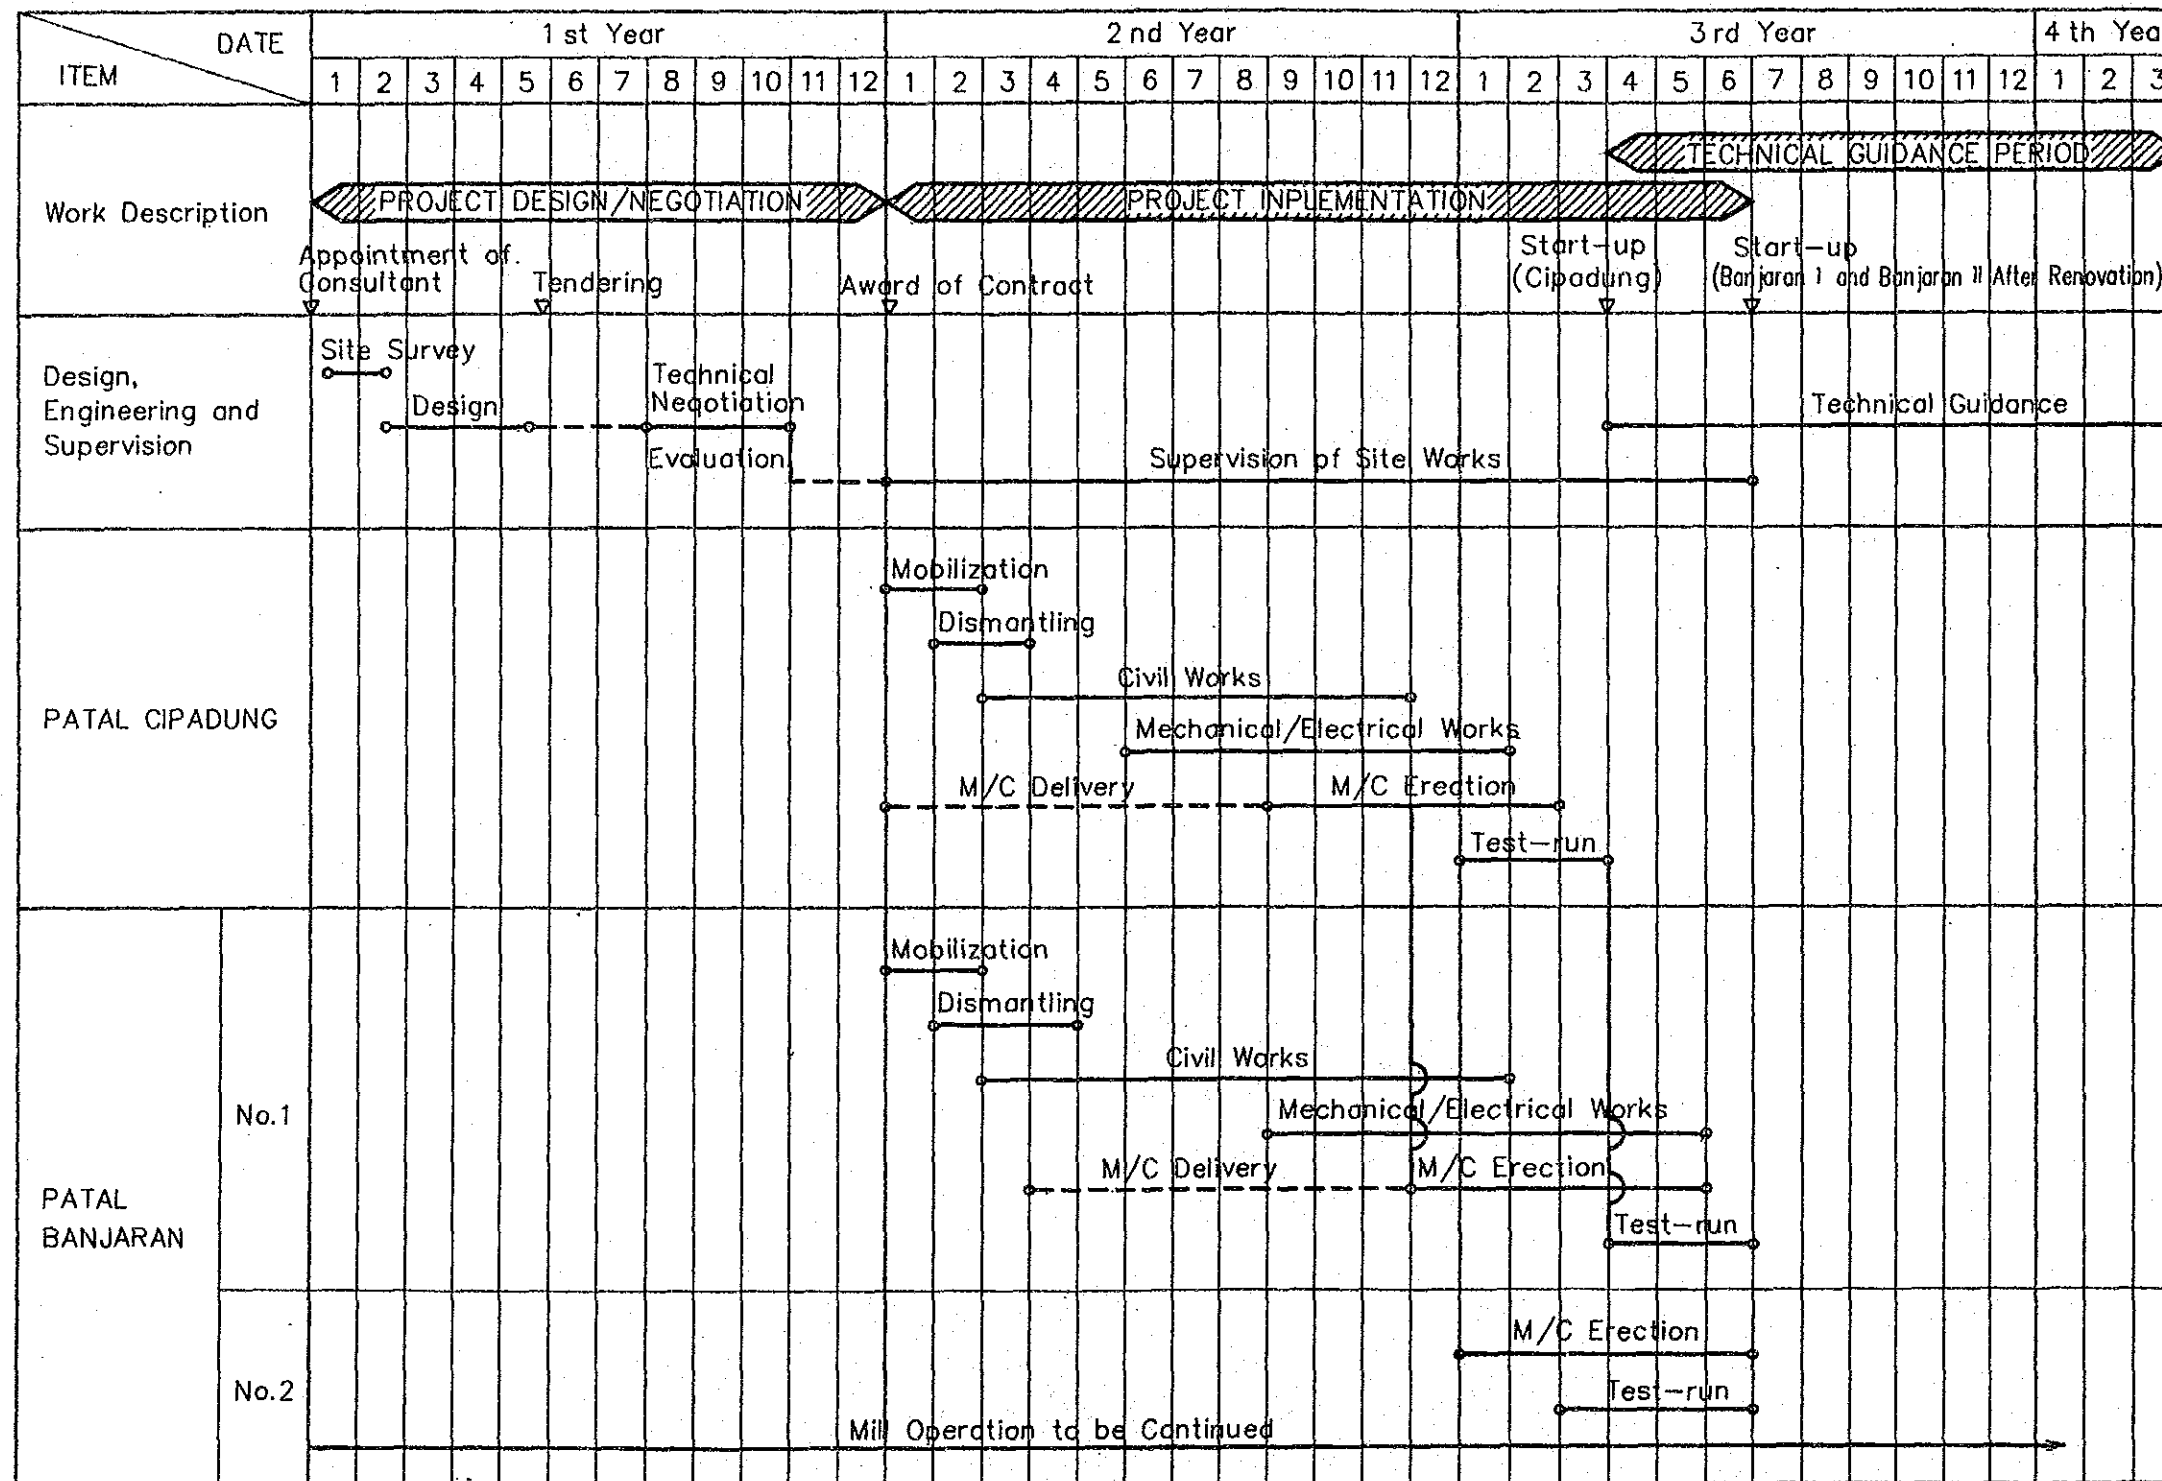 DATE
ITEM
1 st Year
2 nd Year
3 rd Year
4 th Yea
1 2 3 4 5 6 7 8 9 10 11 12 1 2 3 4 5 6 7 8 9 10 11 12 1 2 3 4 5 6 7 8 9 10 11 12 1 2 3
Work Description
TECHNICAL GUIDANCE PERIOD
PROJECT DESIGN/NEGOTIATION
PROJECT INPLEMENTATION
Appointment of.
Consultant
Tendering
Award of Contract
Start-up
(Cipadung)
Start-up
(Banjaran I and Banjaran II After Renovation)
Design,
Engineering and
Supervision
Site Survey
Design
Technical
Negotiation
Evaluation
Technical Guidance
Supervision of Site Works
PATAL CIPADUNG
Mobilization
Dismantling
Civil Works
Mechanical/Electrical Works
M/C Delivery
M/C Erection
Test-run
PATAL
BANJARAN
No.1
Mobilization
Dismantling
Civil Works
Mechanical/Electrical Works
M/C Delivery
M/C Erection
Test-run
No.2
M/C Erection
Test-run
Mill Operation to be Continued